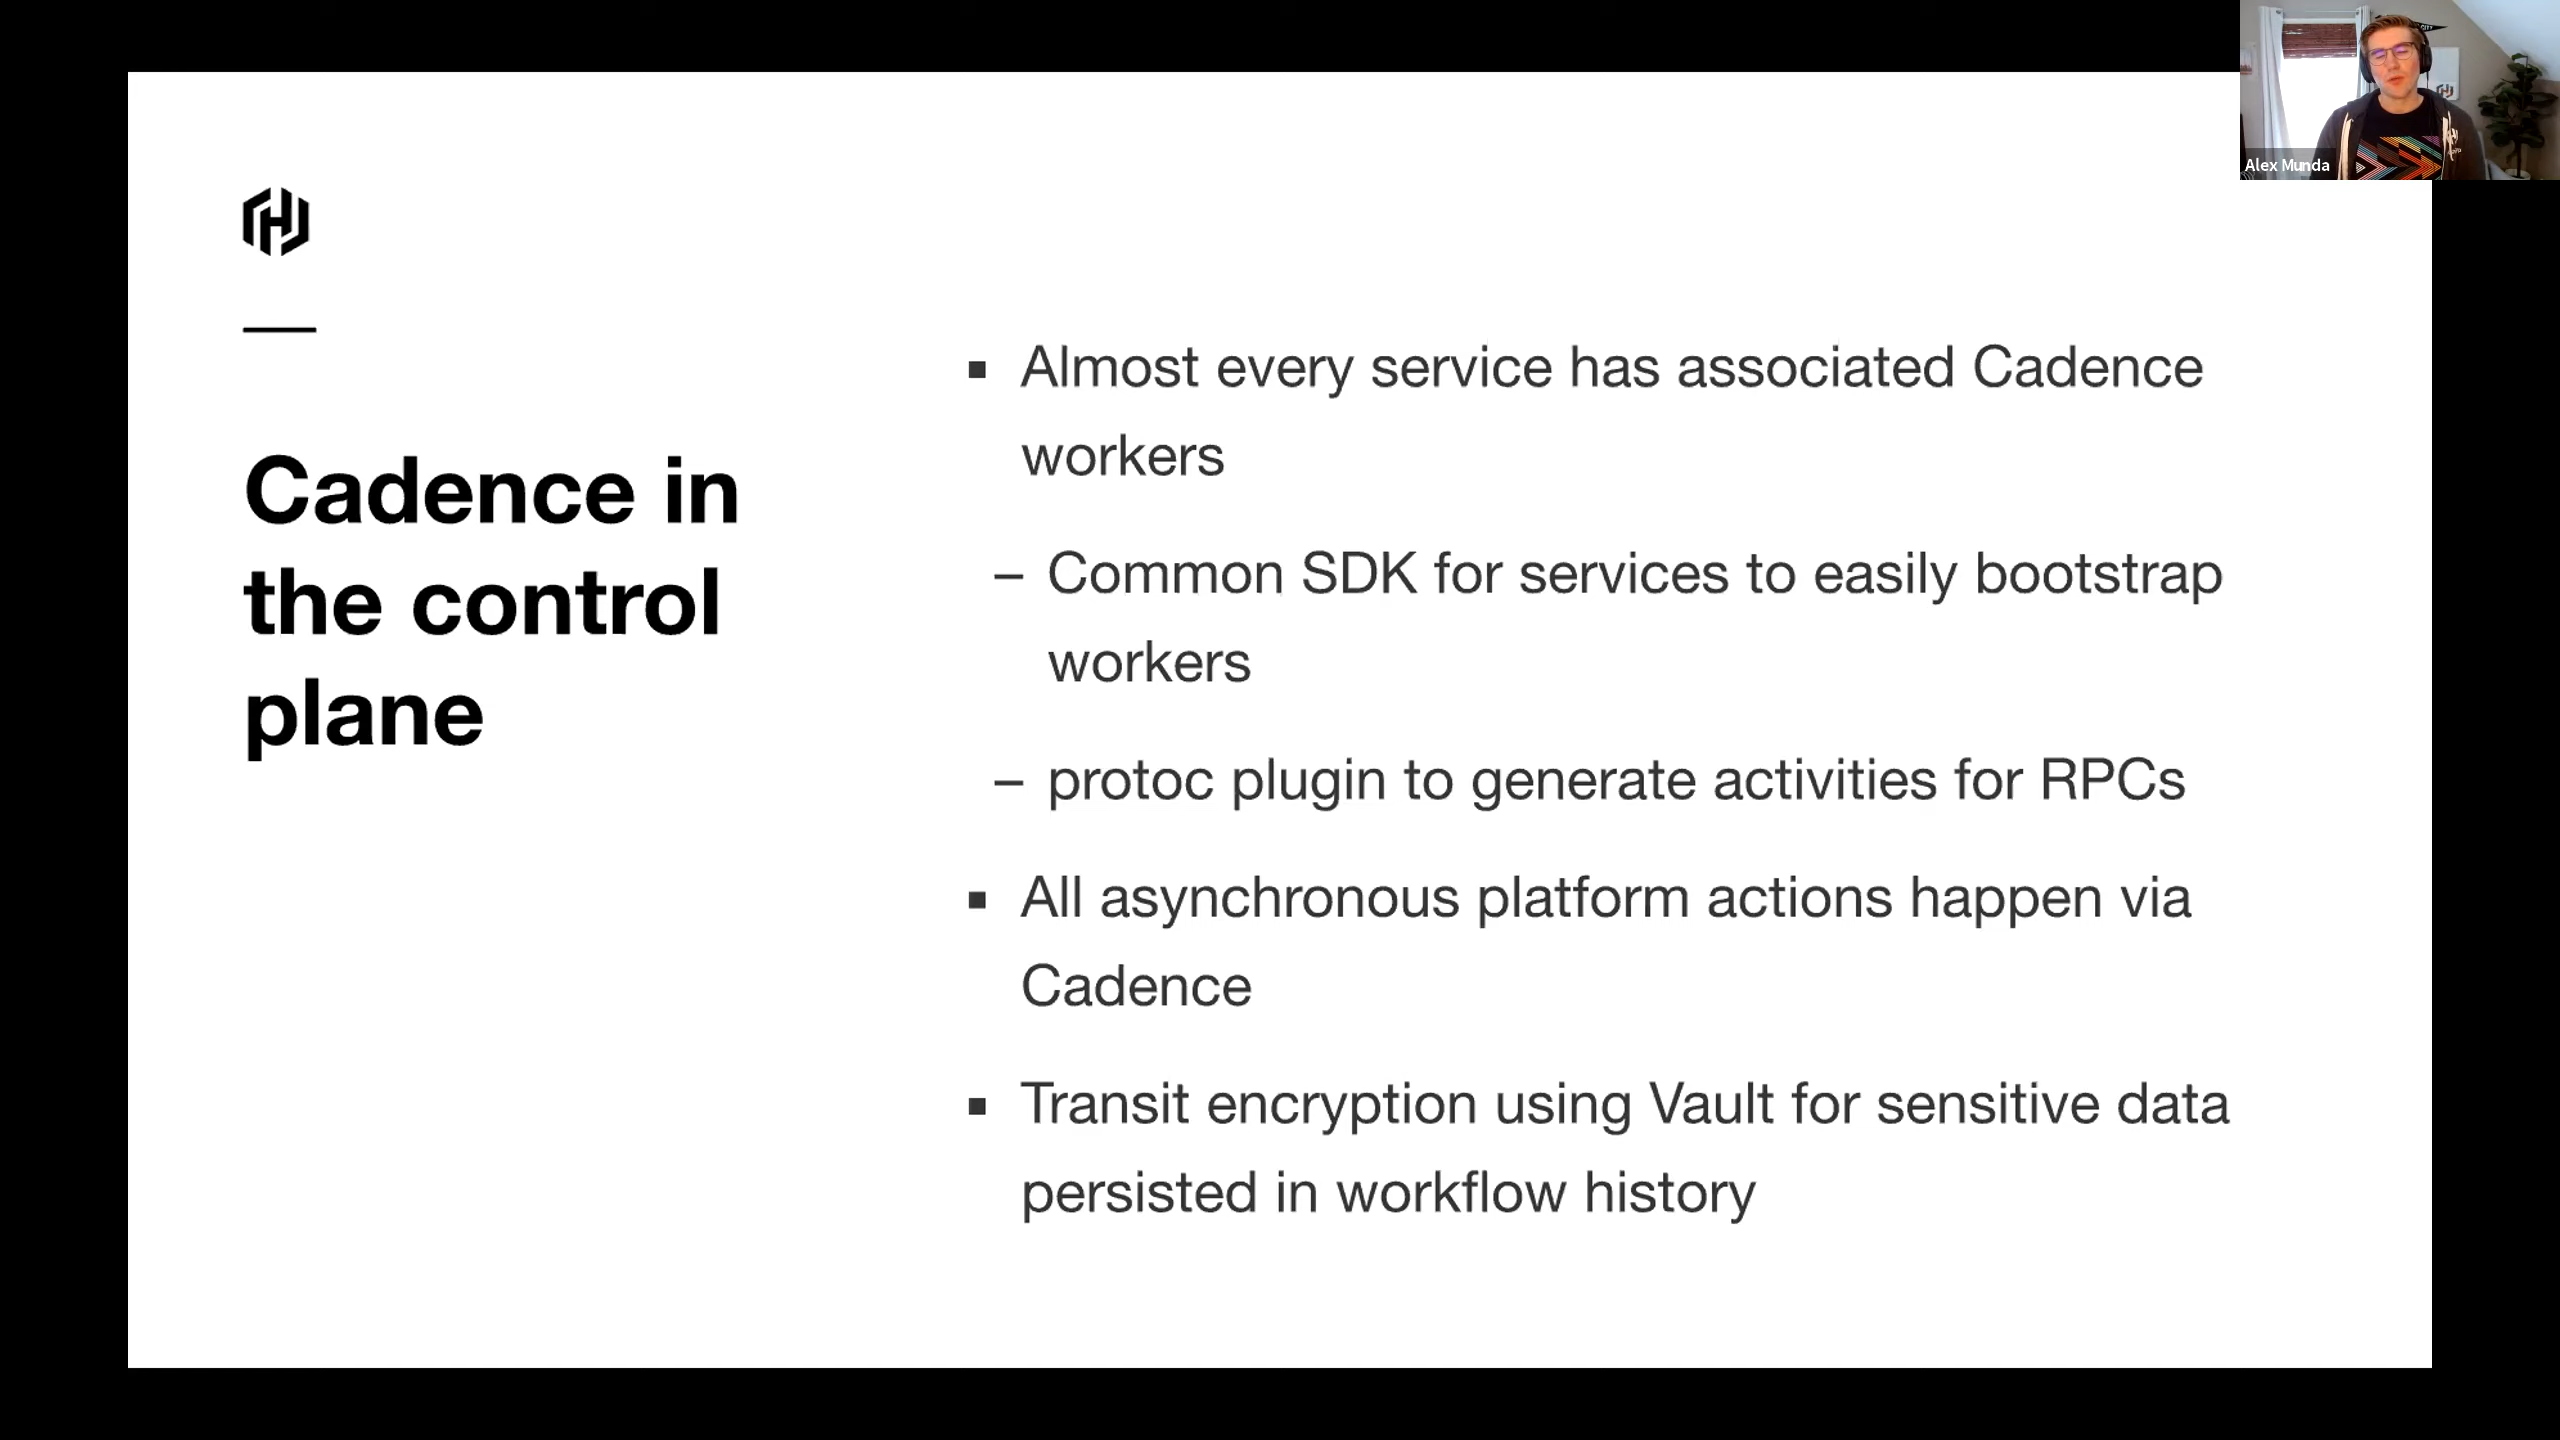 Alex Munda
Cadence in
the control
plane
▪ Almost every service has associated Cadence
workers
– Common SDK for services to easily bootstrap
workers
– protoc plugin to generate activities for RPCs
▪ All asynchronous platform actions happen via
Cadence
▪ Transit encryption using Vault for sensitive data
persisted in workflow history